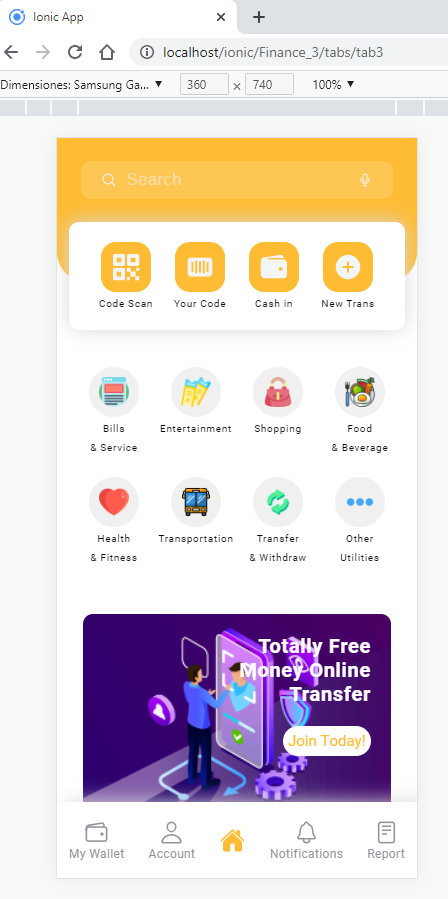 Ionic App
localhost/ionic/Finance_3/tabs/tab3
Dimensiones: Samsung Ga... 360 × 740 100%
Search
Code Scan Your Code Cash in New Trans
Bills Entertainment Shopping Food
& Service & Beverage
Health Transportation Transfer Other
& Fitness & Withdraw Utilities
Totally Free
Money Online
Transfer
Join Today!
My Wallet Account Notifications Report